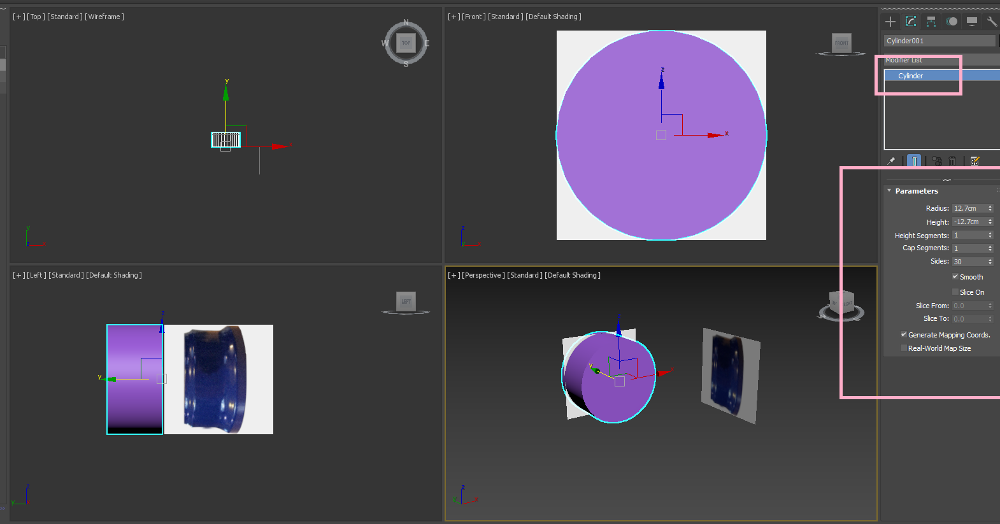 [+] [Top] [Standard] [Wireframe]
N
W TOP E
S
y
x
y
z x
[+] [Front] [Standard] [Default Shading]
FRONT
z
x
z
y x
[+] [Left] [Standard] [Default Shading]
LEFT
z
y
z
y x
[+] [Perspective] [Standard] [Default Shading]
z
y
x
z
y x
Cylinder001
Modifier List
Cylinder
Parameters
Radius: 12.7cm
Height: -12.7cm
Height Segments: 1
Cap Segments: 1
Sides: 30
Smooth
Slice On
Slice From: 0.0
Slice To: 0.0
Generate Mapping Coords.
Real-World Map Size